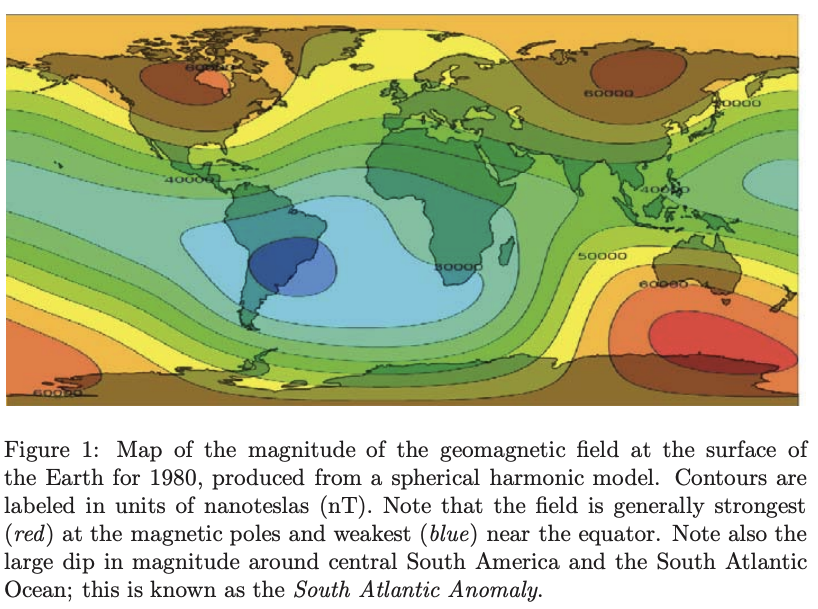 60000
60000
40000
40000
40000
30000
50000
60000
60000
Figure 1: Map of the magnitude of the geomagnetic field at the surface of
the Earth for 1980, produced from a spherical harmonic model. Contours are
labeled in units of nanoteslas (nT). Note that the field is generally strongest
(red) at the magnetic poles and weakest (blue) near the equator. Note also the
large dip in magnitude around central South America and the South Atlantic
Ocean; this is known as the South Atlantic Anomaly.